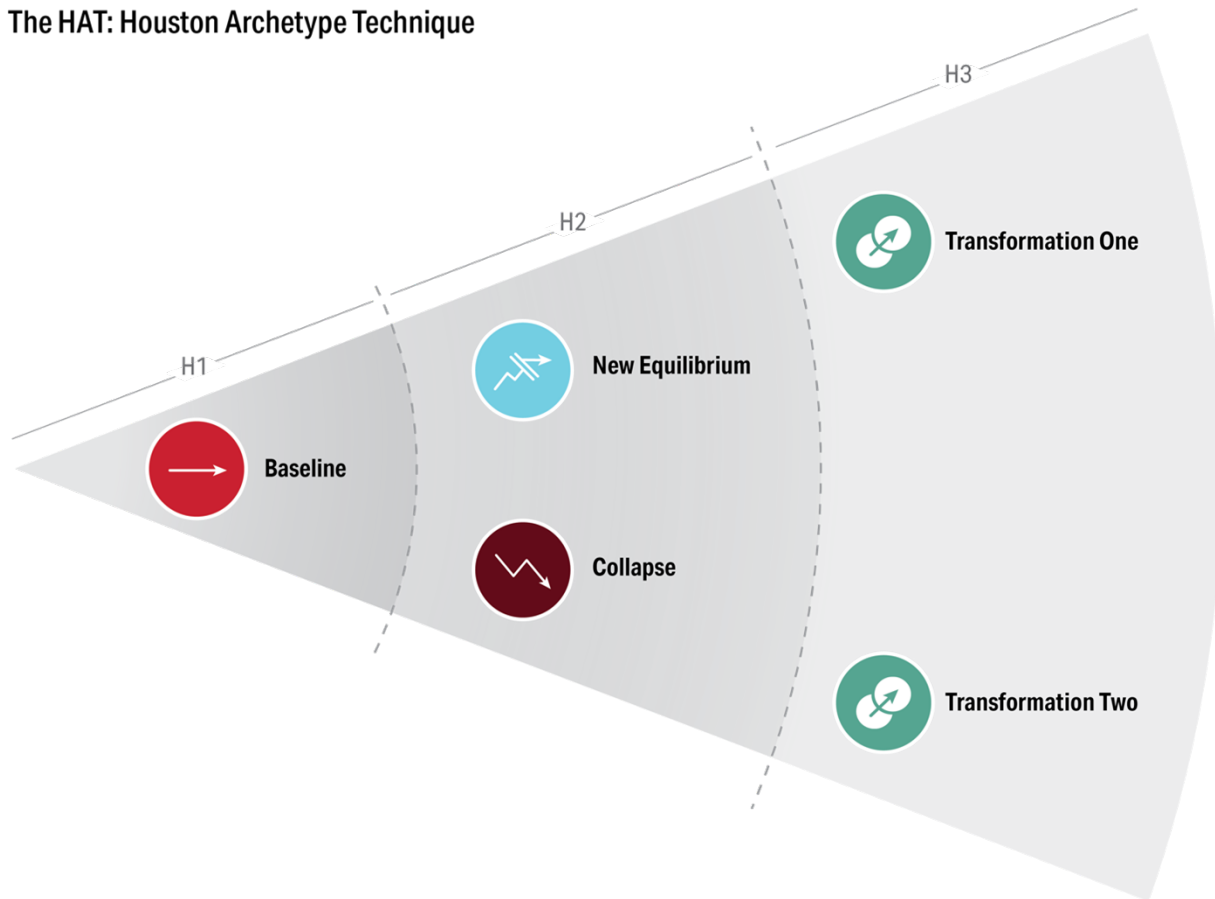 The HAT: Houston Archetype Technique
H3
H2
H1
Transformation One
New Equilibrium
Baseline
Collapse
Transformation Two